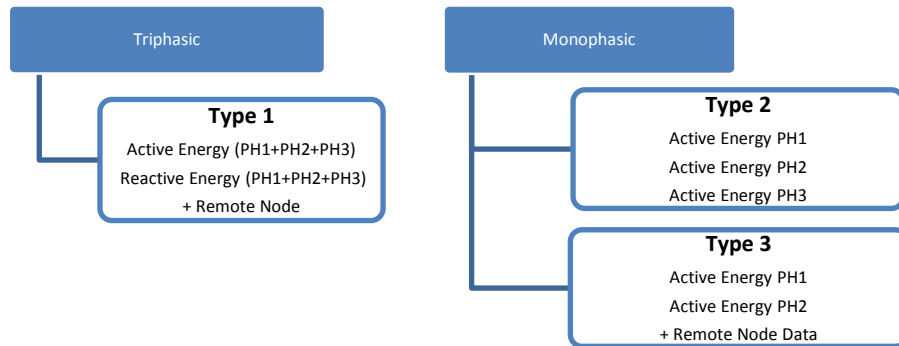 Triphasic
Type 1
Active Energy (PH1+PH2+PH3)
Reactive Energy (PH1+PH2+PH3)
+ Remote Node
Monophasic
Type 2
Active Energy PH1
Active Energy PH2
Active Energy PH3
Type 3
Active Energy PH1
Active Energy PH2
+ Remote Node Data